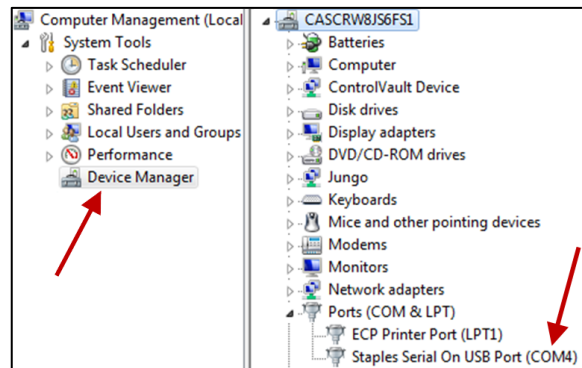 Computer Management (Local
System Tools
Task Scheduler
Event Viewer
Shared Folders
Local Users and Groups
Performance
Device Manager
CASCRW8JS6FS1
Batteries
Computer
ControlVault Device
Disk drives
Display adapters
DVD/CD-ROM drives
Jungo
Keyboards
Mice and other pointing devices
Modems
Monitors
Network adapters
Ports (COM & LPT)
ECP Printer Port (LPT1)
Staples Serial On USB Port (COM4)